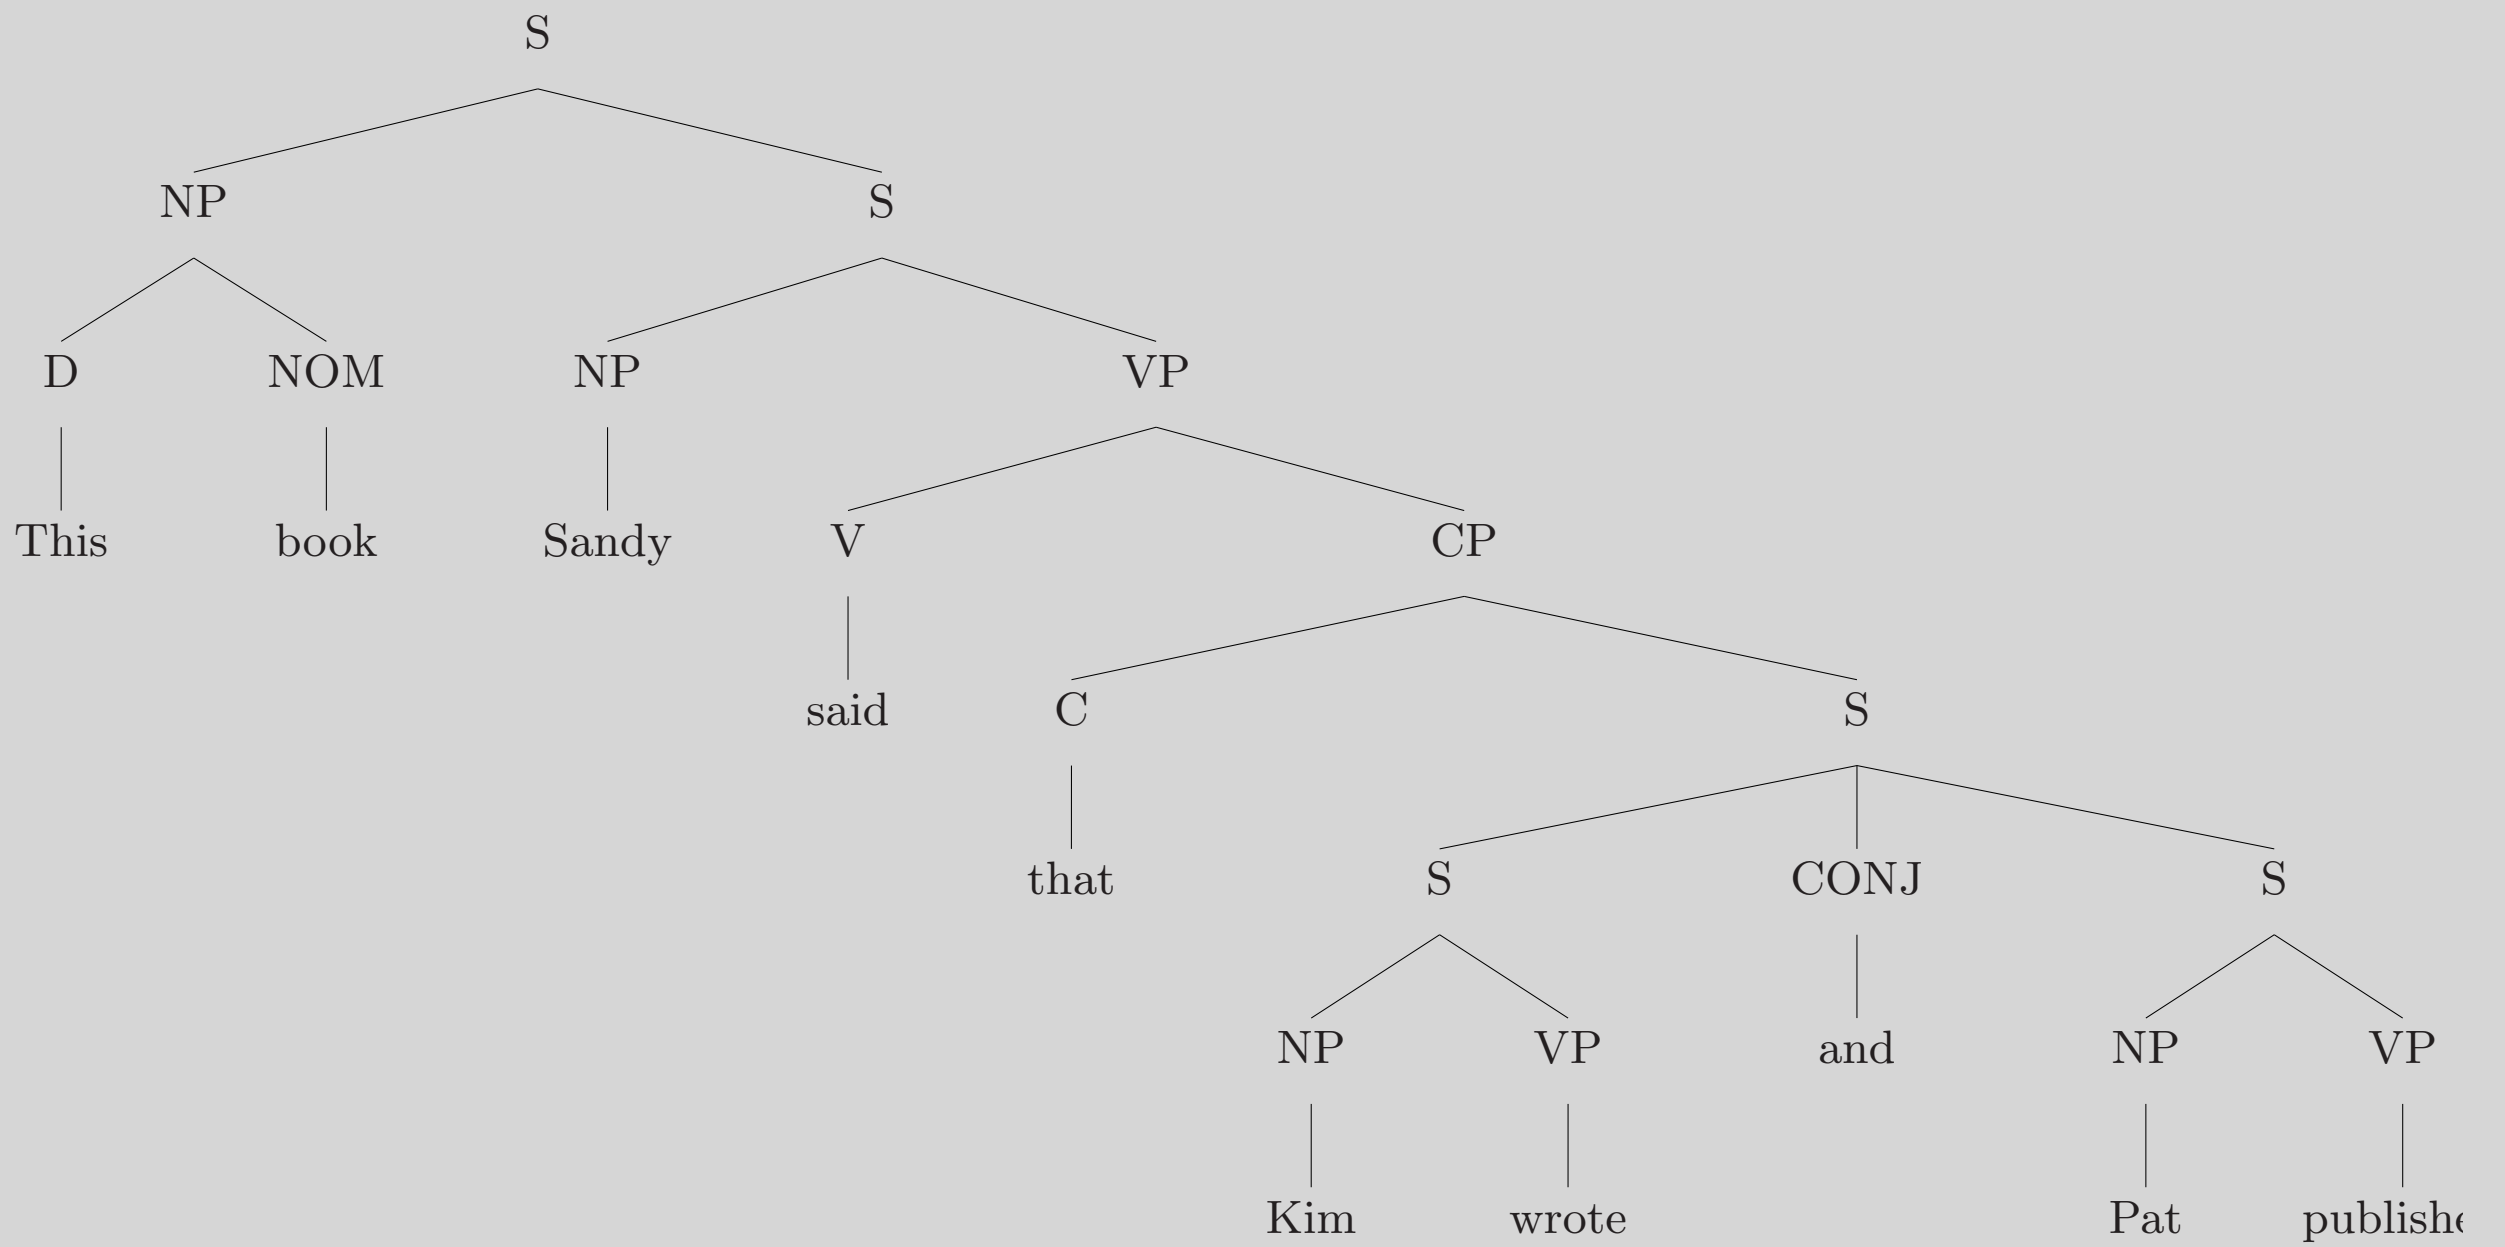 S
NP S
D NOM NP VP
This book Sandy V CP
said C S
that S CONJ S
NP VP and NP VP
Kim wrote Pat